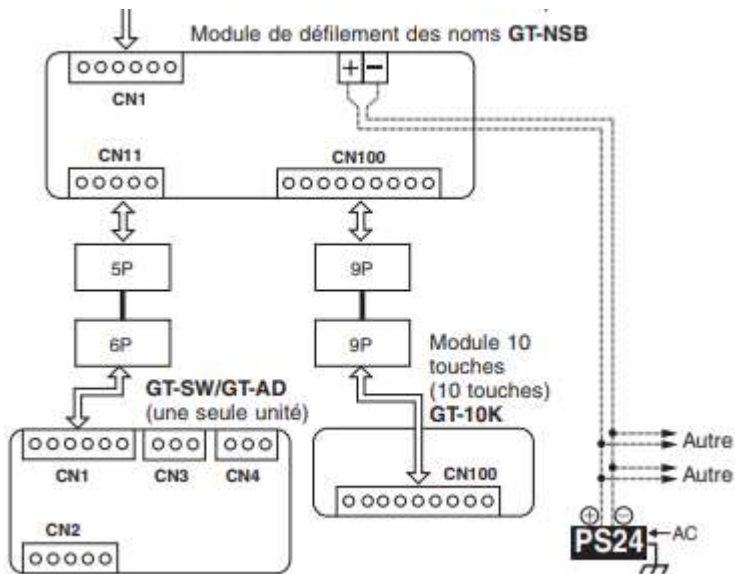 Module de défilement des noms GT-NSB
+ −
CN1
CN11
CN100
5P
9P
6P
9P
Module 10
touches
(10 touches)
GT-10K
GT-SW/GT-AD
(une seule unité)
CN1
CN3
CN4
CN100
CN2
Autre
Autre
+ −
PS24
AC